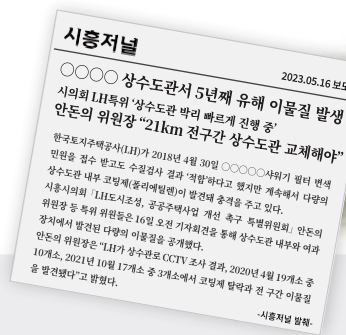 시흥저널
2023.05.16 보도
○○○○ 상수도관서 5년째 유해 이물질 발생
시의회 LH특위 '상수도관 박리 빠르게 진행 중'
안돈의 위원장 "21km 전구간 상수도관 교체해야"
한국토지주택공사(LH)가 2018년 4월 30일 ○○○○○샤워기 필터 변색
민원을 접수 받고도 수질검사 결과 '적합'하다고 했지만 계속해서 다량의
상수도관 내부 코팅제(폴리에틸렌)이 발견돼 충격을 주고 있다.
시흥시의회 「LH도시조성, 공공주택사업 개선 촉구 특별위원회」 안돈의
위원장 등 특위 위원들은 16일 오전 기자회견을 통해 상수도관 내부와 여과
장치에서 발견된 다량의 이물질을 공개했다.
안돈의 위원장은 "LH가 상수관로 CCTV 조사 결과, 2020년 4월 19개소 중
10개소, 2021년 10월 17개소 중 3개소에서 코팅제 탈락과 전 구간 이물질
을 발견됐다"고 밝혔다.
-시흥저널 발췌-